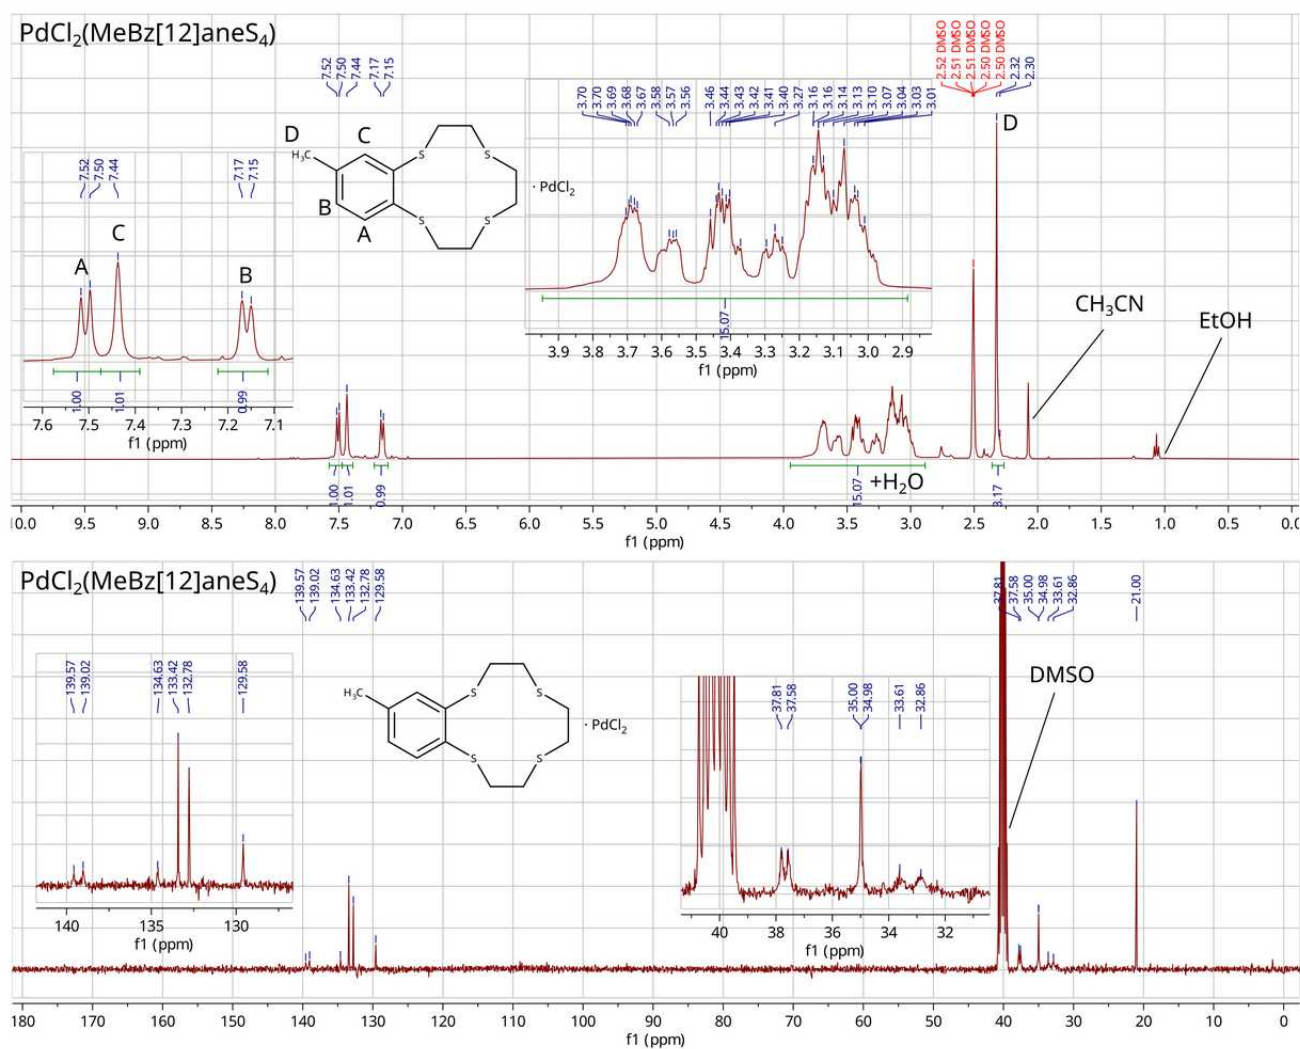 PdCl₂(MeBz[12]aneS₄)
7.52
7.50
7.44
7.17
7.15
2.52 DMSO
2.51 DMSO
2.51 DMSO
2.50 DMSO
2.50 DMSO
2.32
2.30
D
C
H₃C
S
S
S
S
B
A
· PdCl₂
7.52
7.50
7.44
7.17
7.15
C
A
B
1.00
1.01
0.99
7.6 7.5 7.4 7.3 7.2 7.1
f1 (ppm)
3.70
3.70
3.69
3.68
3.67
3.58
3.57
3.56
3.46
3.44
3.43
3.42
3.41
3.40
3.27
3.16
3.16
3.14
3.13
3.10
3.07
3.04
3.03
3.01
15.07
3.9 3.8 3.7 3.6 3.5 3.4 3.3 3.2 3.1 3.0 2.9
f1 (ppm)
D
CH₃CN
EtOH
+H₂O
1.00
1.01
0.99
15.07
3.17
10.0 9.5 9.0 8.5 8.0 7.5 7.0 6.5 6.0 5.5 5.0 4.5 4.0 3.5 3.0 2.5 2.0 1.5 1.0 0.5 0.0
f1 (ppm)
PdCl₂(MeBz[12]aneS₄)
139.57
139.02
134.63
133.42
132.78
129.58
37.81
37.58
35.00
34.98
33.61
32.86
21.00
139.57
139.02
134.63
133.42
132.78
129.58
140 135 130
f1 (ppm)
H₃C
S
S
S
S
· PdCl₂
37.81
37.58
35.00
34.98
33.61
32.86
40 38 36 34 32
f1 (ppm)
DMSO
180 170 160 150 140 130 120 110 100 90 80 70 60 50 40 30 20 10 0
f1 (ppm)